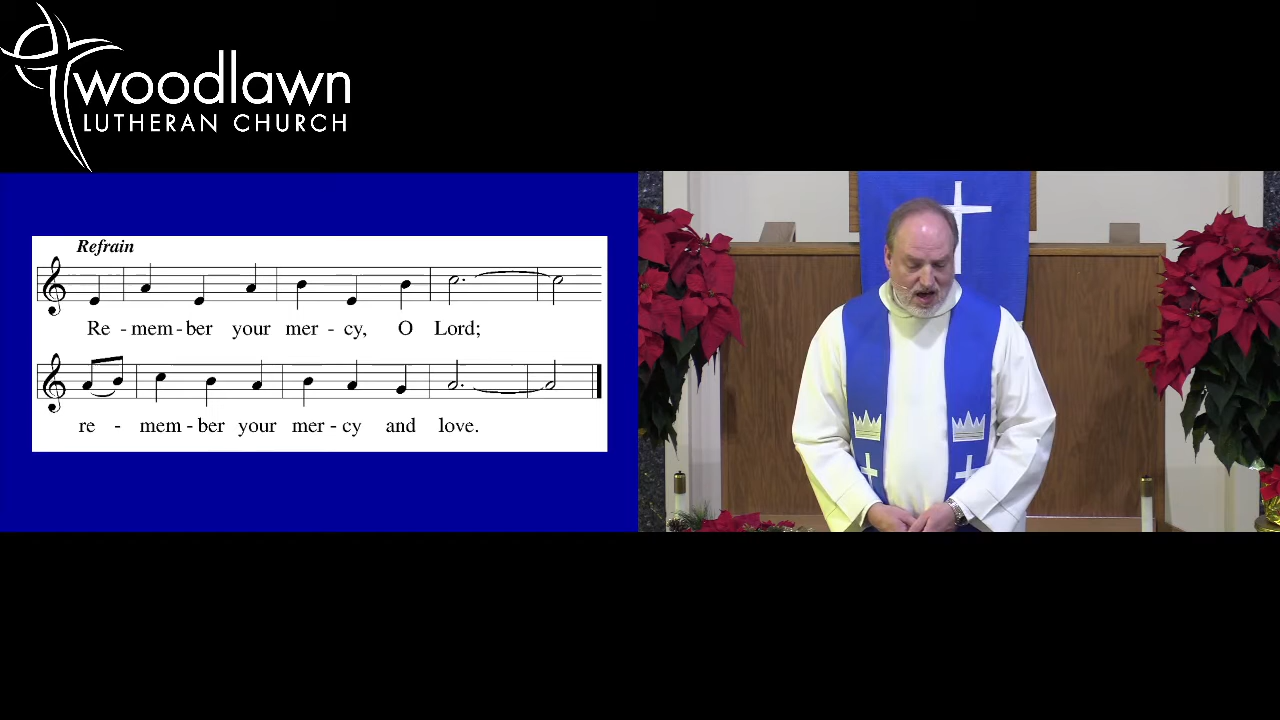 woodlawn
LUTHERAN CHURCH
Refrain
Re - mem - ber your mer - cy, O Lord;
re - mem - ber your mer - cy and love.